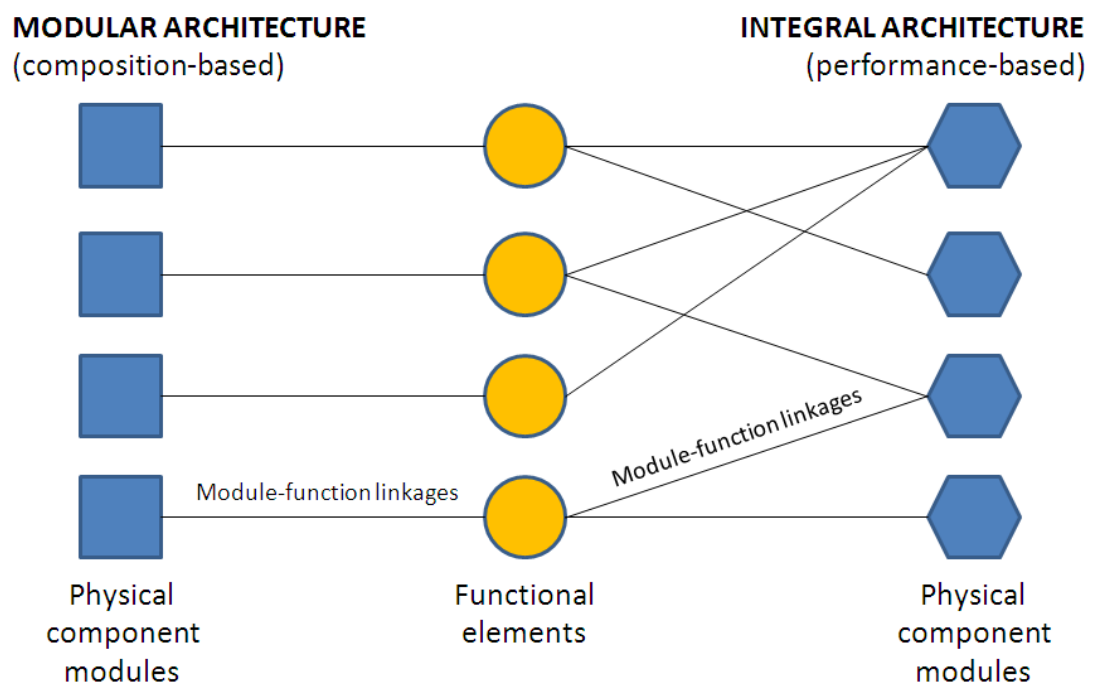 MODULAR ARCHITECTURE
(composition-based)
INTEGRAL ARCHITECTURE
(performance-based)
Module-function linkages
Module-function linkages
Physical
component
modules
Functional
elements
Physical
component
modules